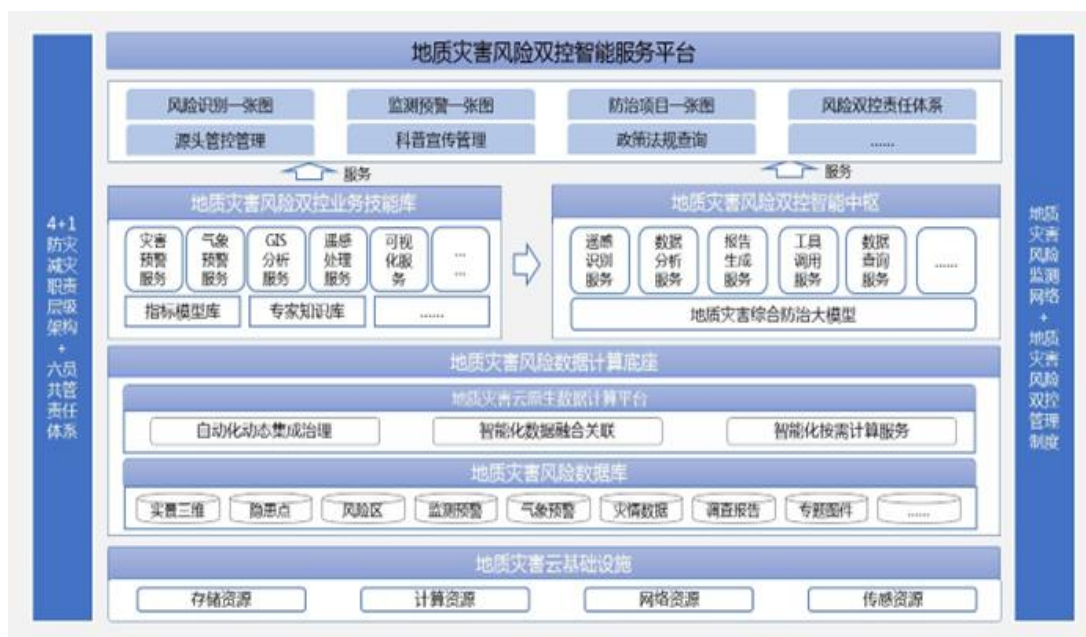 地质灾害风险双控智能服务平台
风险识别一张图
监测预警一张图
防治项目一张图
风险双控责任体系
源头管控管理
科普宣传管理
政策法规查询
……
服务
服务
4+1
防灾
减灾
职责
层级
架构
+
六员
共管
责任
体系
地质灾害风险双控业务技能库
灾害
预警
服务
气象
预警
服务
GIS
分析
服务
遥感
处理
服务
可视
化服
务
…
…
指标模型库
专家知识库
……
地质灾害风险双控智能中枢
遥感
识别
服务
数据
分析
服务
报告
生成
服务
工具
调用
服务
数据
查询
服务
……
地质灾害综合防治大模型
地质灾害风险数据计算底座
地质灾害云原生数据计算平台
自动化动态集成治理
智能化数据融合关联
智能化按需计算服务
地质灾害风险数据库
实景三维
隐患点
风险区
监测预警
气象预警
灾情数据
调查报告
专题图件
……
地质灾害云基础设施
存储资源
计算资源
网络资源
传感资源
地质
灾害
风险
监测
网络
+
地质
灾害
风险
双控
管理
制度